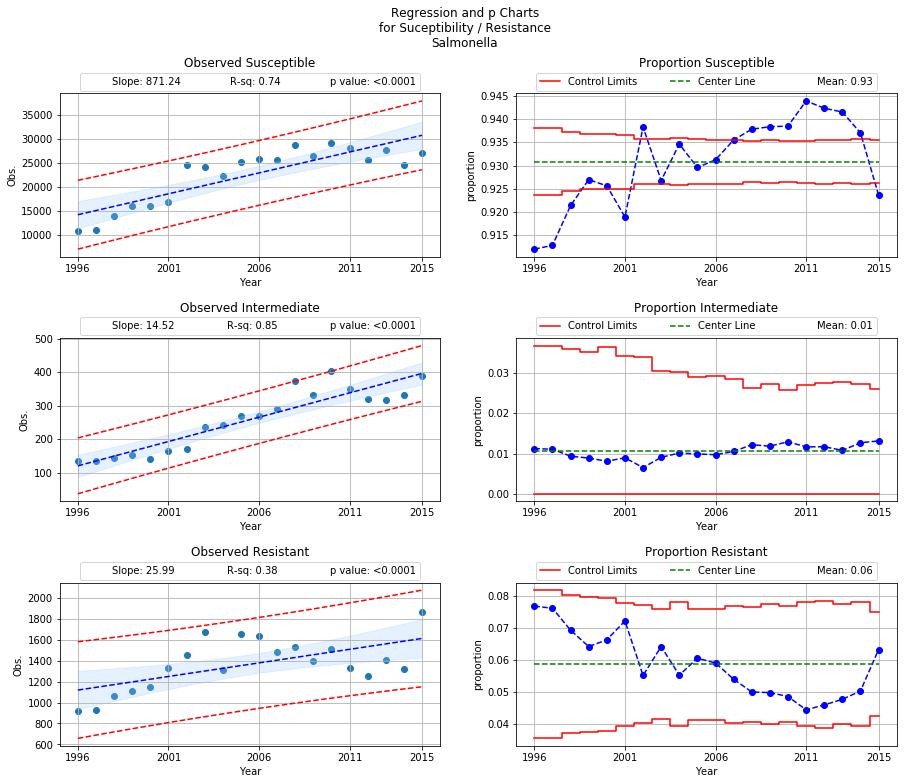 Regression and p Charts
for Suceptibility / Resistance
Salmonella
Observed Susceptible
Slope: 871.24 R-sq: 0.74 p value: <0.0001
35000
30000
25000
20000
15000
10000
Obs.
1996 2001 2006 2011 2015
Year
Proportion Susceptible
Control Limits Center Line Mean: 0.93
0.945
0.940
0.935
0.930
0.925
0.920
0.915
proportion
1996 2001 2006 2011 2015
Year
Observed Intermediate
Slope: 14.52 R-sq: 0.85 p value: <0.0001
500
400
300
200
100
Obs.
1996 2001 2006 2011 2015
Year
Proportion Intermediate
Control Limits Center Line Mean: 0.01
0.03
0.02
0.01
0.00
proportion
1996 2001 2006 2011 2015
Year
Observed Resistant
Slope: 25.99 R-sq: 0.38 p value: <0.0001
2000
1800
1600
1400
1200
1000
800
600
Obs.
1996 2001 2006 2011 2015
Year
Proportion Resistant
Control Limits Center Line Mean: 0.06
0.08
0.07
0.06
0.05
0.04
proportion
1996 2001 2006 2011 2015
Year